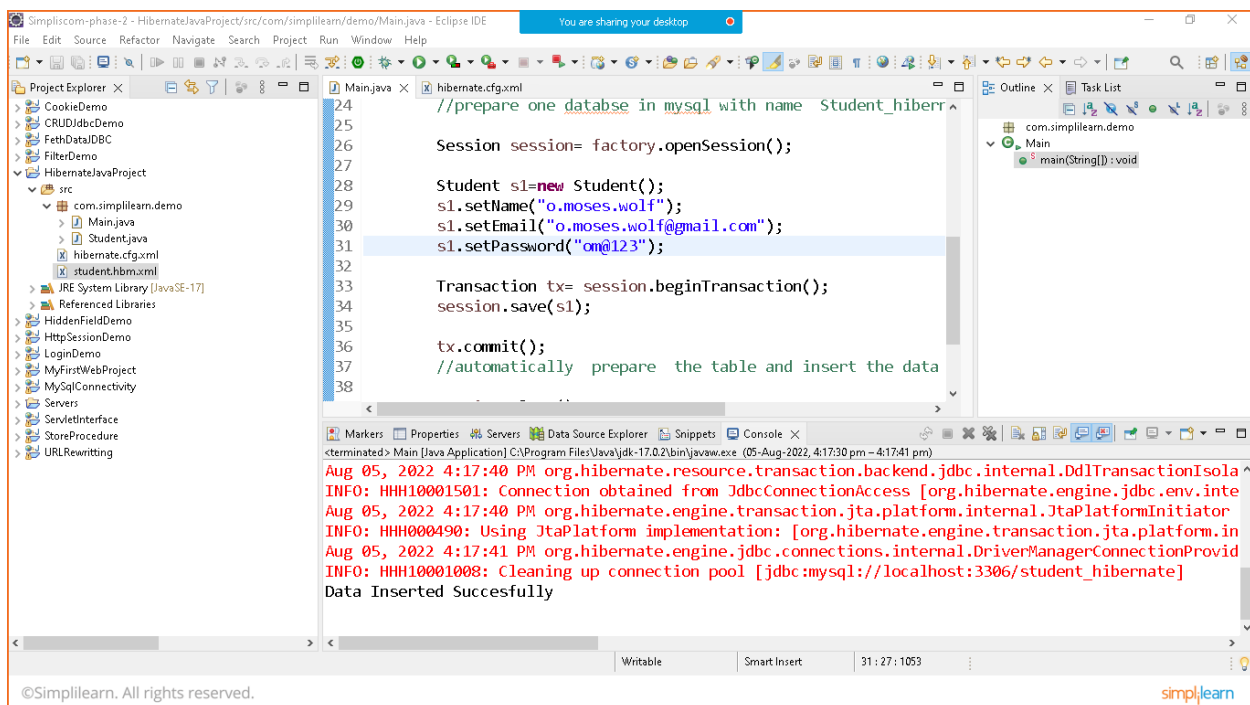 Simpliscom-phase-2 - HibernateJavaProject/src/com/simplilearn/demo/Main.java - Eclipse IDE
You are sharing your desktop
File Edit Source Refactor Navigate Search Project Run Window Help
Project Explorer
CookieDemo
CRUDJdbcDemo
FethDataJDBC
FilterDemo
HibernateJavaProject
src
com.simplilearn.demo
Main.java
Student.java
hibernate.cfg.xml
student.hbm.xml
JRE System Library [JavaSE-17]
Referenced Libraries
HiddenFieldDemo
HttpSessionDemo
LoginDemo
MyFirstWebProject
MySqlConnectivity
Servers
ServletInterface
StoreProcedure
URLRewritting
Main.java hibernate.cfg.xml
24 //prepare one databse in mysql with name Student_hibern
25
26 Session session= factory.openSession();
27
28 Student s1=new Student();
29 s1.setName("o.moses.wolf");
30 s1.setEmail("o.moses.wolf@gmail.com");
31 s1.setPassword("om@123");
32
33 Transaction tx= session.beginTransaction();
34 session.save(s1);
35
36 tx.commit();
37 //automatically prepare the table and insert the data
38
Outline Task List
com.simplilearn.demo
Main
main(String[]) : void
Markers Properties Servers Data Source Explorer Snippets Console
<terminated> Main [Java Application] C:\Program Files\Java\jdk-17.0.2\bin\javaw.exe (05-Aug-2022, 4:17:30 pm – 4:17:41 pm)
Aug 05, 2022 4:17:40 PM org.hibernate.resource.transaction.backend.jdbc.internal.DdlTransactionIsola
INFO: HHH10001501: Connection obtained from JdbcConnectionAccess [org.hibernate.engine.jdbc.env.inte
Aug 05, 2022 4:17:40 PM org.hibernate.engine.transaction.jta.platform.internal.JtaPlatformInitiator
INFO: HHH000490: Using JtaPlatform implementation: [org.hibernate.engine.transaction.jta.platform.in
Aug 05, 2022 4:17:41 PM org.hibernate.engine.jdbc.connections.internal.DriverManagerConnectionProvid
INFO: HHH10001008: Cleaning up connection pool [jdbc:mysql://localhost:3306/student_hibernate]
Data Inserted Succesfully
Writable Smart Insert 31 : 27 : 1053
©Simplilearn. All rights reserved.
simplilearn